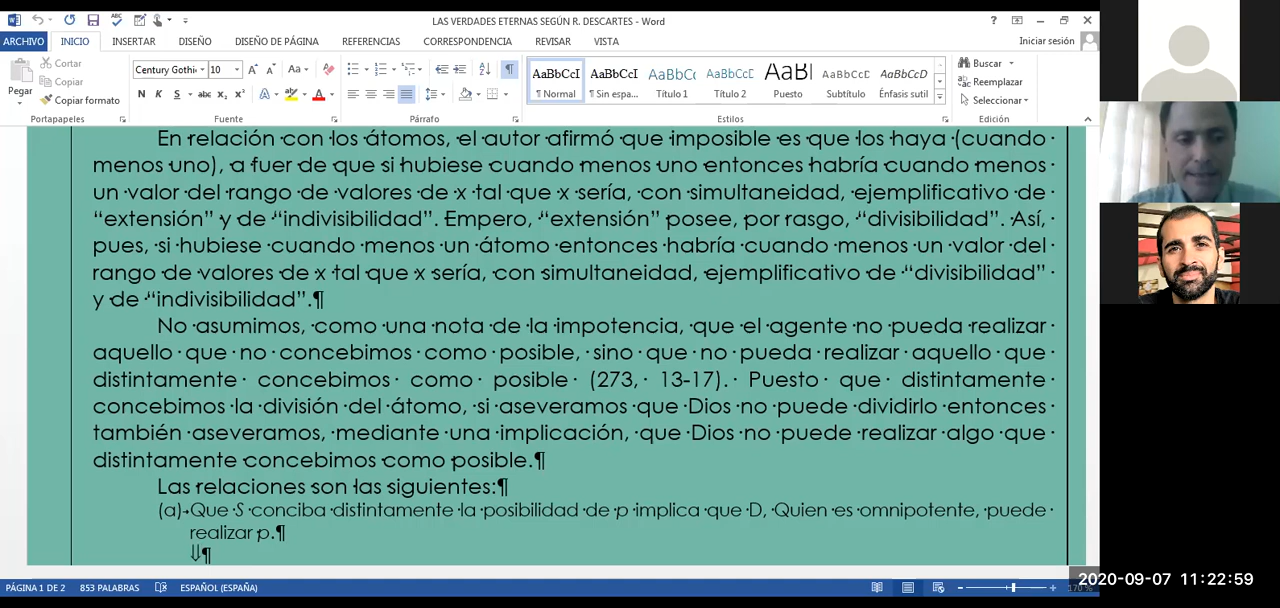 LAS VERDADES ETERNAS SEGÚN R. DESCARTES - Word
ARCHIVO INICIO INSERTAR DISEÑO DISEÑO DE PÁGINA REFERENCIAS CORRESPONDENCIA REVISAR VISTA Iniciar sesión
Pegar
Cortar
Copiar
Copiar formato
Century Gothi 10
N K S abc x₂ x²
AaBbCcI AaBbCcI AaBbCc AaBbCcC AaBl AaBbCcC AaBbCcD
¶ Normal ¶ Sin espa... Título 1 Título 2 Puesto Subtítulo Énfasis sutil
Buscar
Reemplazar
Seleccionar
Portapapeles Fuente Párrafo Estilos Edición
En relación con los átomos, el autor afirmó que imposible es que los haya (cuando
menos uno), a fuer de que si hubiese cuando menos uno entonces habría cuando menos
un valor del rango de valores de x tal que x sería, con simultaneidad, ejemplificativo de
“extensión” y de “indivisibilidad”. Empero, “extensión” posee, por rasgo, “divisibilidad”. Así,
pues, si hubiese cuando menos un átomo entonces habría cuando menos un valor del
rango de valores de x tal que x sería, con simultaneidad, ejemplificativo de “divisibilidad”
y de “indivisibilidad”.¶
No asumimos, como una nota de la impotencia, que el agente no pueda realizar
aquello que no concebimos como posible, sino que no pueda realizar aquello que
distintamente concebimos como posible (273, 13-17). Puesto que distintamente
concebimos la división del átomo, si aseveramos que Dios no puede dividirlo entonces
también aseveramos, mediante una implicación, que Dios no puede realizar algo que
distintamente concebimos como posible.¶
Las relaciones son las siguientes:¶
(a)→Que S conciba distintamente la posibilidad de p implica que D, Quien es omnipotente, puede
realizar p.¶
⇓¶
PÁGINA 1 DE 2 853 PALABRAS ESPAÑOL (ESPAÑA) 170 %
2020-09-07 11:22:59